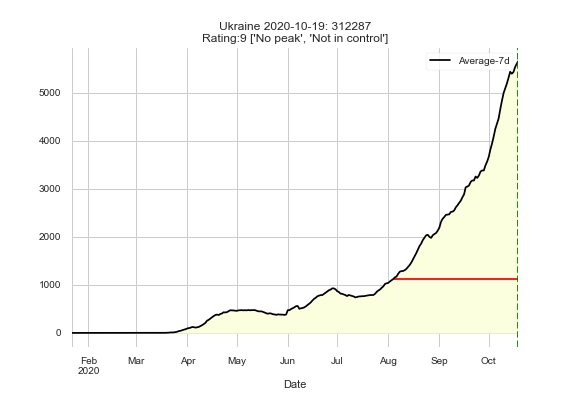 Ukraine 2020-10-19: 312287
Rating:9 ['No peak', 'Not in control']
Average-7d
5000
4000
3000
2000
1000
0
Feb Mar Apr May Jun Jul Aug Sep Oct
2020
Date